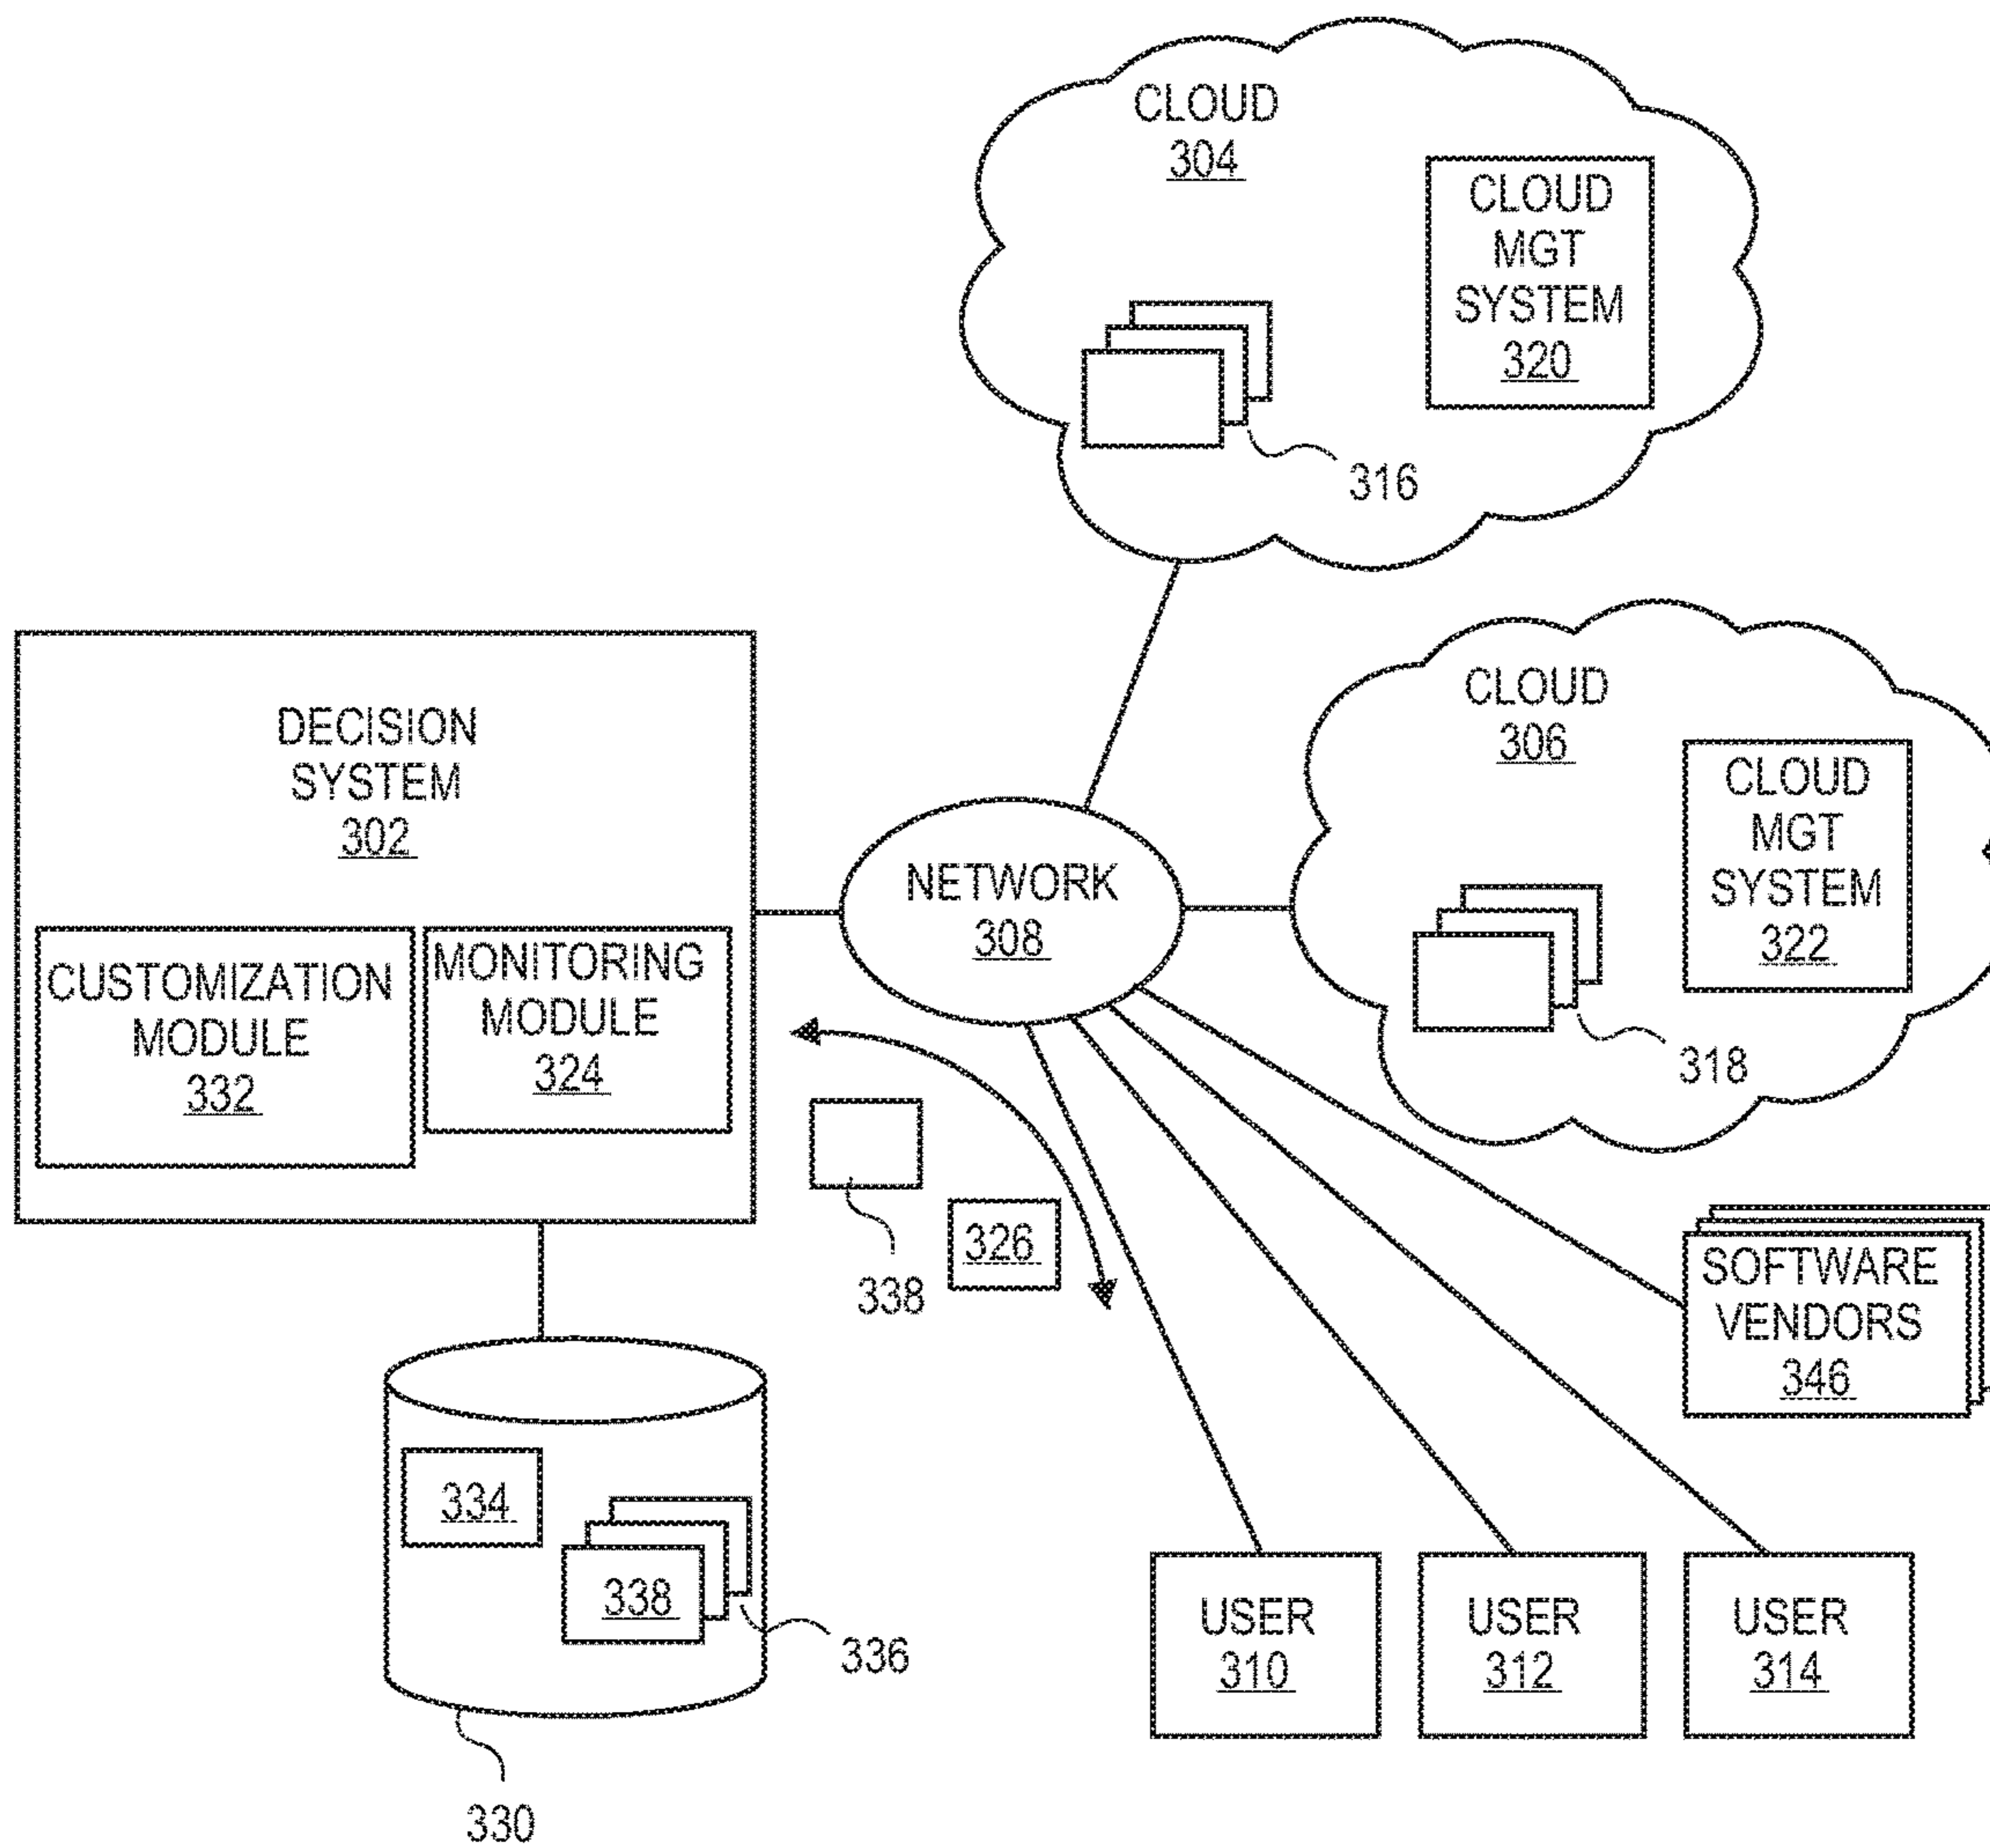 CLOUD
304
CLOUD
MGT
SYSTEM
320
316
CLOUD
306
CLOUD
MGT
SYSTEM
322
318
DECISION
SYSTEM
302
CUSTOMIZATION
MODULE
332
MONITORING
MODULE
324
NETWORK
308
338
326
SOFTWARE
VENDORS
346
334
338
336
330
USER
310
USER
312
USER
314